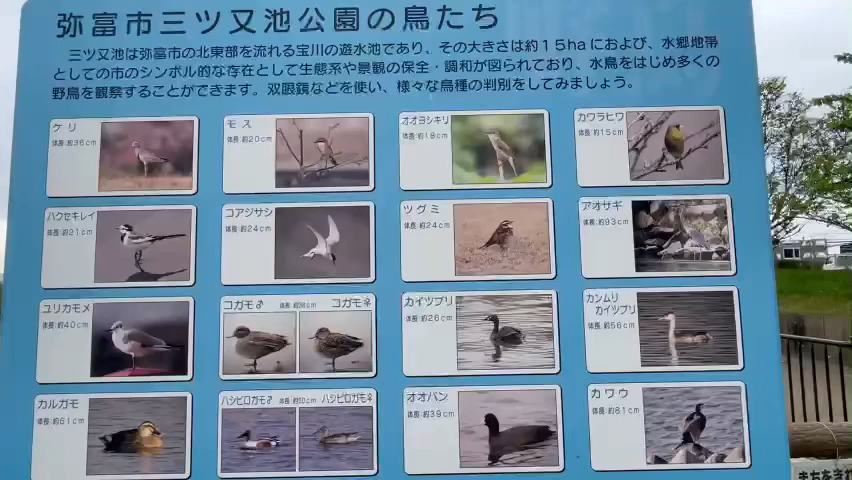 弥富市三ツ又池公園の鳥たち
三ツ又池は弥富市の北東部を流れる宝川の遊水池であり、その大きさは約15haにおよび、水郷地帯
としての市のシンボル的な存在として生態系や景観の保全・調和が図られており、水鳥をはじめ多くの
野鳥を観察することができます。双眼鏡などを使い、様々な鳥種の判別をしてみましょう。
ケリ
体長:約36cm
モズ
体長:約20cm
オオヨシキリ
体長:約18cm
カワラヒワ
体長:約15cm
ハクセキレイ
体長:約21cm
コアジサシ
体長:約24cm
ツグミ
体長:約24cm
アオサギ
体長:約93cm
ユリカモメ
体長:約40cm
コガモ♂ 体長:約38cm コガモ♀
カイツブリ
体長:約26cm
カンムリ
カイツブリ
体長:約56cm
カルガモ
体長:約61cm
ハシビロガモ♂ 体長:約50cm ハシビロガモ♀
オオバン
体長:約39cm
カワウ
体長:約81cm